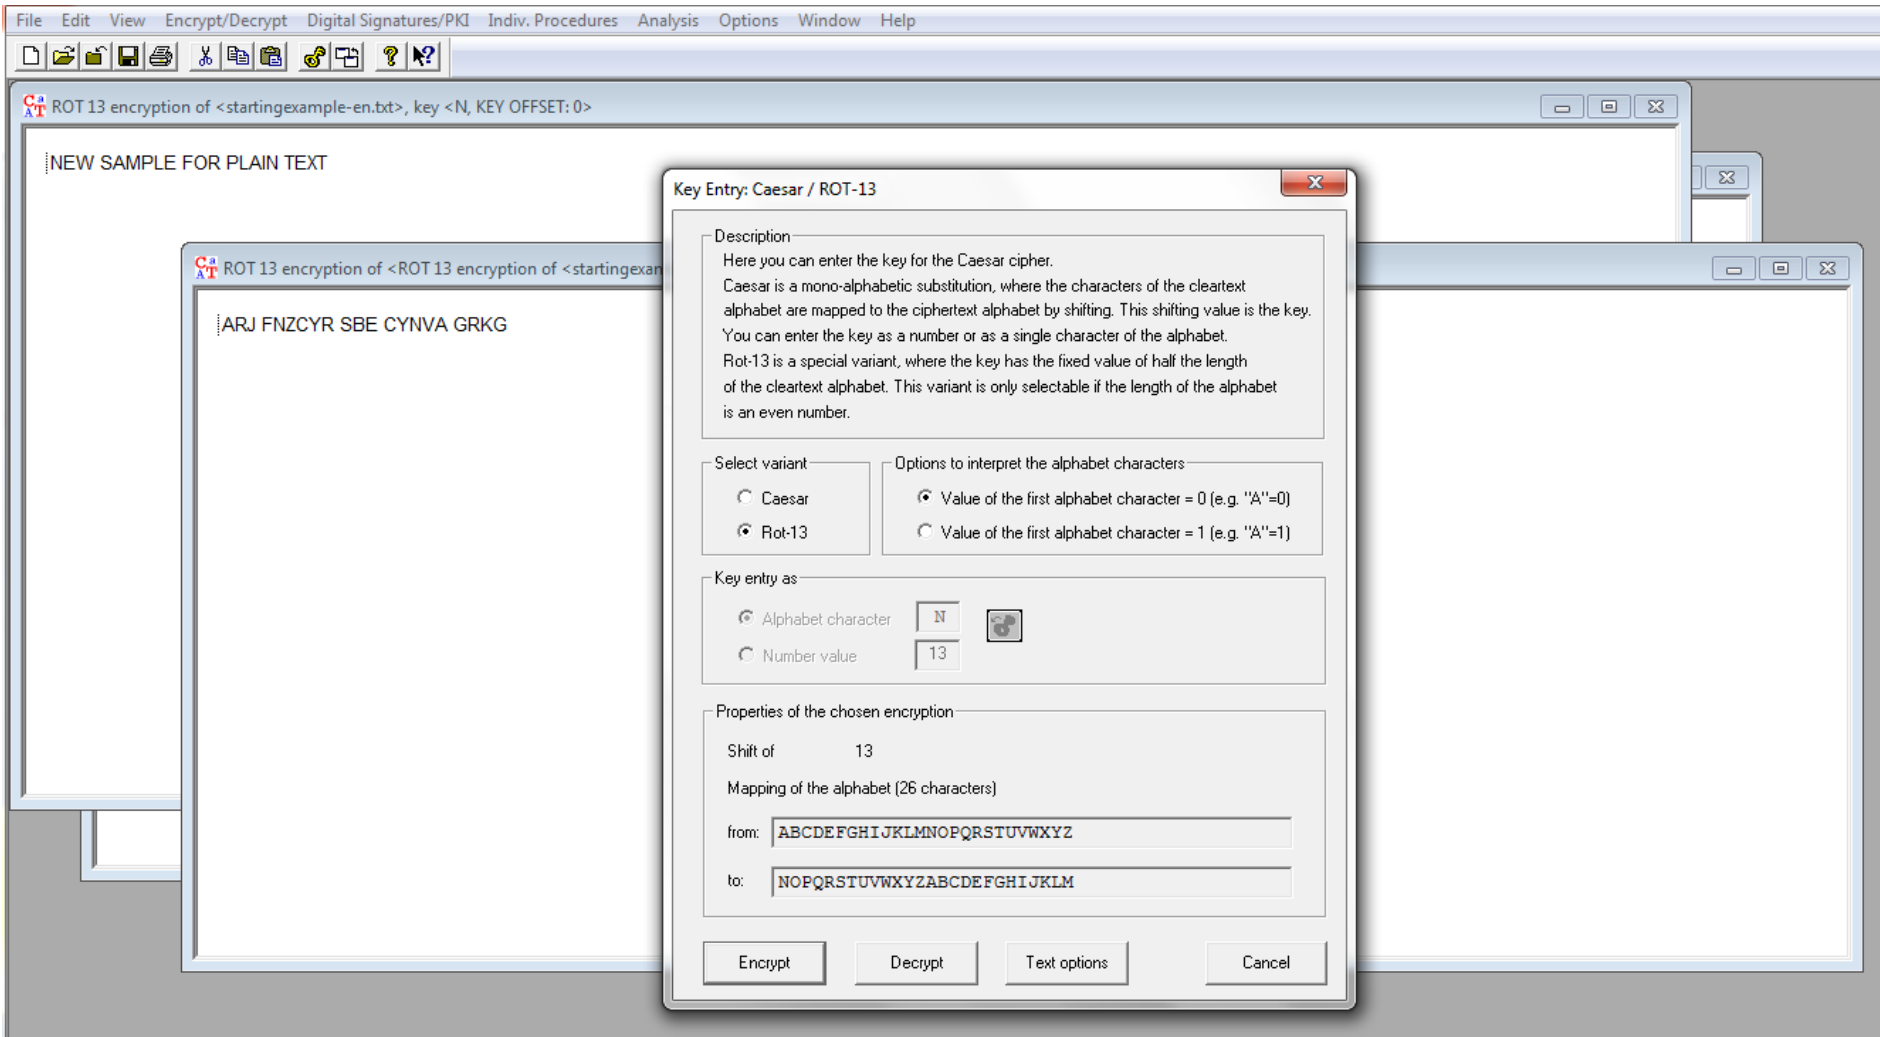 File Edit View Encrypt/Decrypt Digital Signatures/PKI Indiv. Procedures Analysis Options Window Help
ROT 13 encryption of <startingexample-en.txt>, key <N, KEY OFFSET: 0>
NEW SAMPLE FOR PLAIN TEXT
ROT 13 encryption of <ROT 13 encryption of <startingexan
ARJ FNZCYR SBE CYNVA GRKG
Key Entry: Caesar / ROT-13
Description
Here you can enter the key for the Caesar cipher.
Caesar is a mono-alphabetic substitution, where the characters of the cleartext
alphabet are mapped to the ciphertext alphabet by shifting. This shifting value is the key.
You can enter the key as a number or as a single character of the alphabet.
Rot-13 is a special variant, where the key has the fixed value of half the length
of the cleartext alphabet. This variant is only selectable if the length of the alphabet
is an even number.
Select variant
Caesar
Rot-13
Options to interpret the alphabet characters
Value of the first alphabet character = 0 (e.g. "A"=0)
Value of the first alphabet character = 1 (e.g. "A"=1)
Key entry as
Alphabet character N
Number value 13
Properties of the chosen encryption
Shift of 13
Mapping of the alphabet (26 characters)
from: ABCDEFGHIJKLMNOPQRSTUVWXYZ
to: NOPQRSTUVWXYZABCDEFGHIJKLM
Encrypt Decrypt Text options Cancel